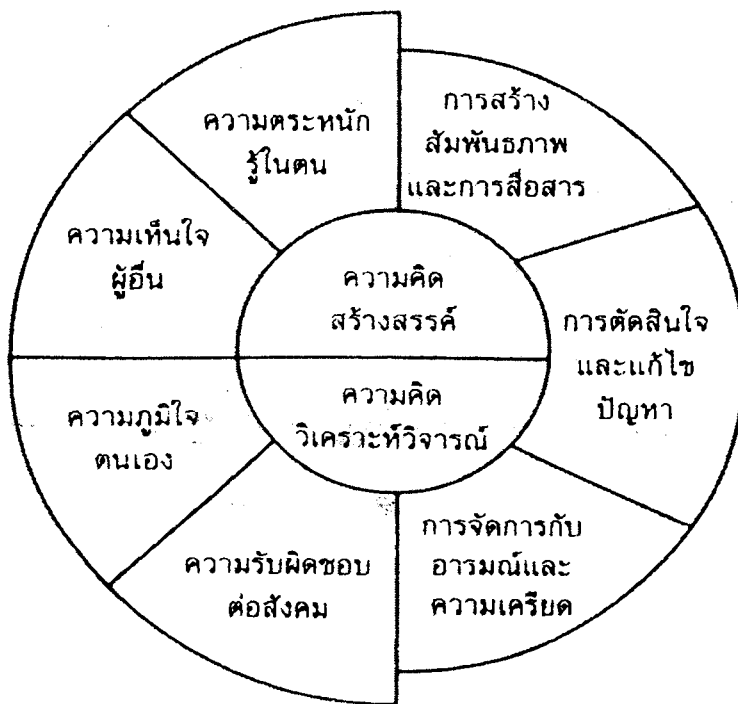 ความตระหนัก
รู้ในตน
การสร้าง
สัมพันธภาพ
และการสื่อสาร
ความเห็นใจ
ผู้อื่น
ความคิด
สร้างสรรค์
การตัดสินใจ
และแก้ไข
ปัญหา
ความภูมิใจ
ตนเอง
ความคิด
วิเคราะห์วิจารณ์
ความรับผิดชอบ
ต่อสังคม
การจัดการกับ
อารมณ์และ
ความเครียด